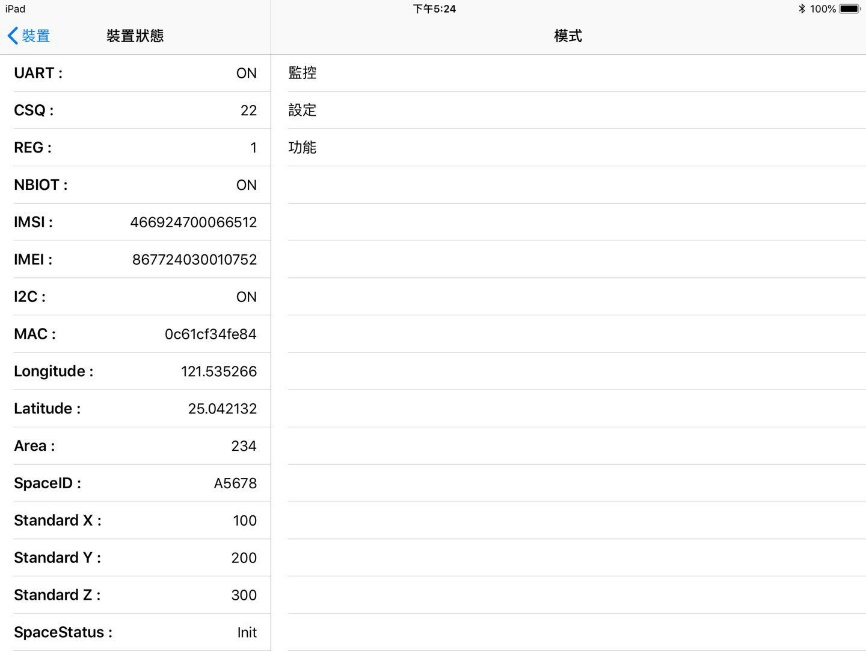 iPad 下午5:24 100%
裝置 裝置狀態 模式
UART : ON
CSQ : 22
REG : 1
NBIOT : ON
IMSI : 466924700066512
IMEI : 867724030010752
I2C : ON
MAC : 0c61cf34fe84
Longitude : 121.535266
Latitude : 25.042132
Area : 234
SpaceID : A5678
Standard X : 100
Standard Y : 200
Standard Z : 300
SpaceStatus : Init
監控
設定
功能